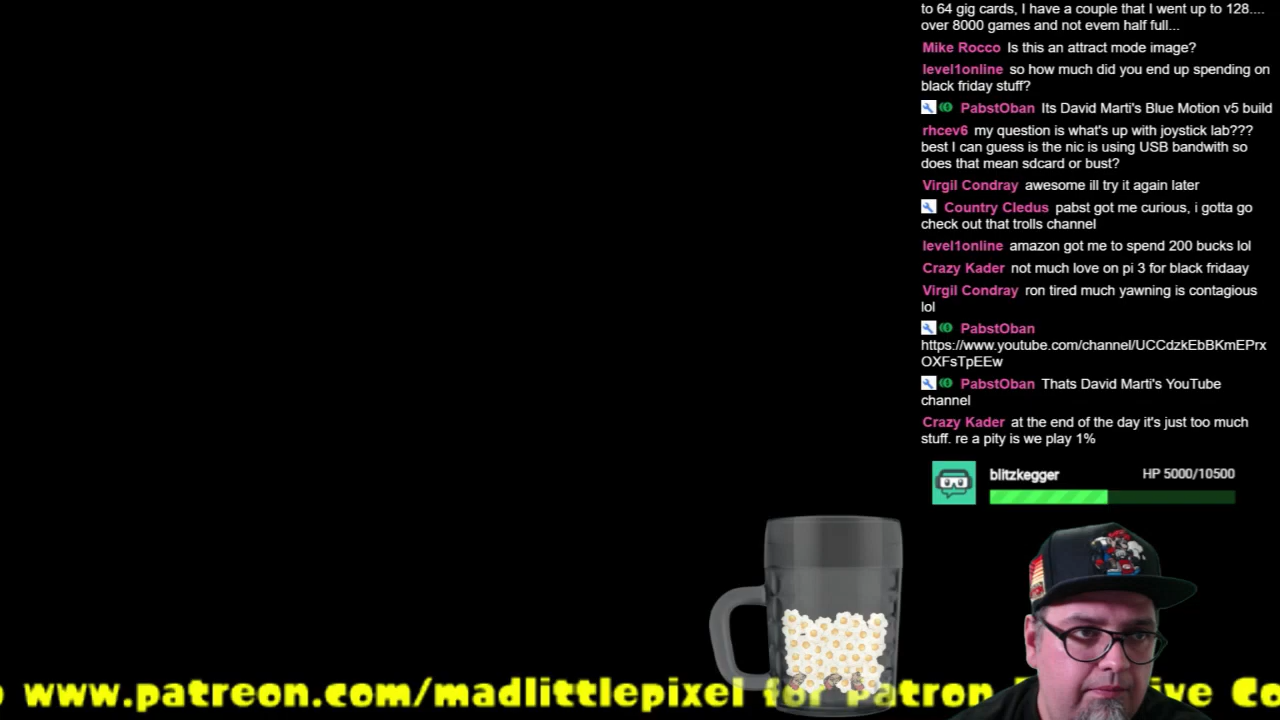 to 64 gig cards, I have a couple that I went up to 128....
over 8000 games and not evem half full...
Mike Rocco Is this an attract mode image?
level1online so how much did you end up spending on
black friday stuff?
PabstOban Its David Marti's Blue Motion v5 build
rhcev6 my question is what's up with joystick lab???
best I can guess is the nic is using USB bandwith so
does that mean sdcard or bust?
Virgil Condray awesome ill try it again later
Country Cledus pabst got me curious, i gotta go
check out that trolls channel
level1online amazon got me to spend 200 bucks lol
Crazy Kader not much love on pi 3 for black fridaay
Virgil Condray ron tired much yawning is contagious
lol
PabstOban
https://www.youtube.com/channel/UCCdzkEbBKmEPrx
OXFsTpEEw
PabstOban Thats David Marti's YouTube
channel
Crazy Kader at the end of the day it's just too much
stuff. re a pity is we play 1%
blitzkegger HP 5000/10500
www.patreon.com/madlittlepixel for Patron